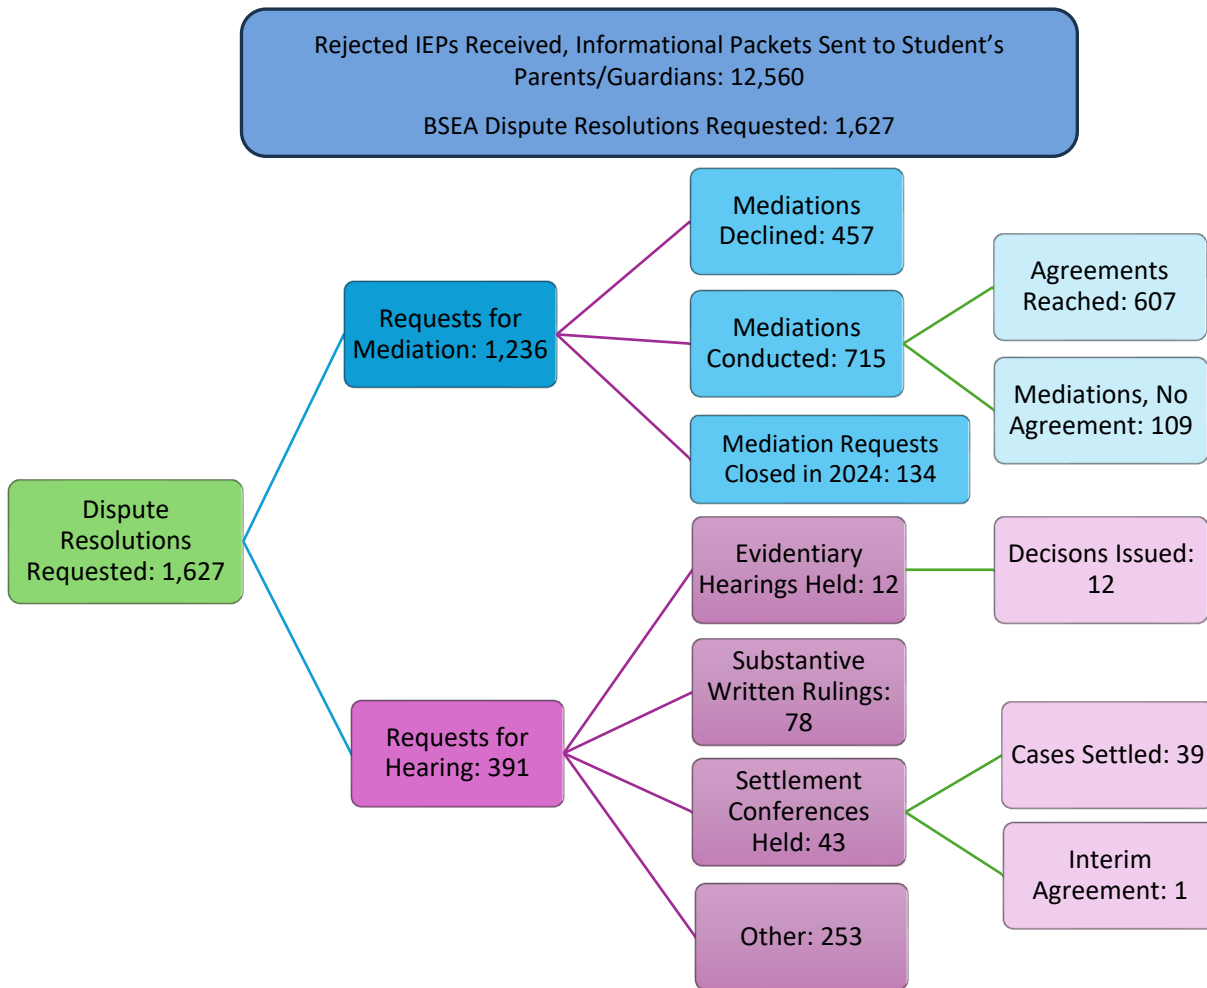 Rejected IEPs Received, Informational Packets Sent to Student’s
Parents/Guardians: 12,560
BSEA Dispute Resolutions Requested: 1,627
Dispute
Resolutions
Requested: 1,627
Requests for
Mediation: 1,236
Mediations
Declined: 457
Mediations
Conducted: 715
Agreements
Reached: 607
Mediations, No
Agreement: 109
Mediation Requests
Closed in 2024: 134
Requests for
Hearing: 391
Evidentiary
Hearings Held: 12
Decisons Issued:
12
Substantive
Written Rulings:
78
Settlement
Conferences
Held: 43
Cases Settled: 39
Interim
Agreement: 1
Other: 253